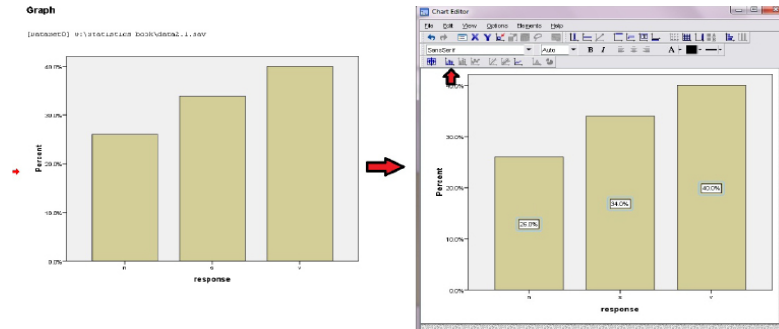 Graph
[DataSet0] G:\statistics book\data2.1.sav
40.0%
30.0%
20.0%
10.0%
0.0%
Percent
n
s
v
response
Chart Editor
File Edit View Options Elements Help
X Y
SansSerif Auto B I A
40.0%
30.0%
20.0%
10.0%
0.0%
Percent
26.0%
34.0%
40.0%
n
s
v
response